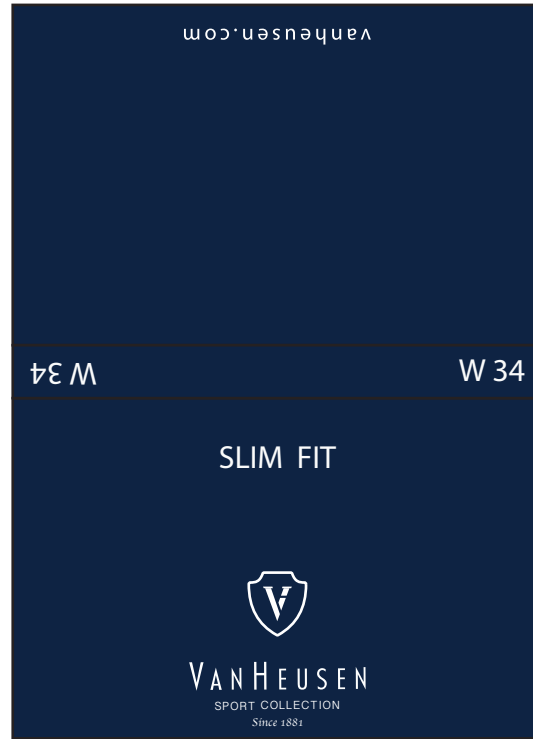 vanheusen.com
W 34
W 34
SLIM FIT
V
VANHEUSEN
SPORT COLLECTION
Since 1881